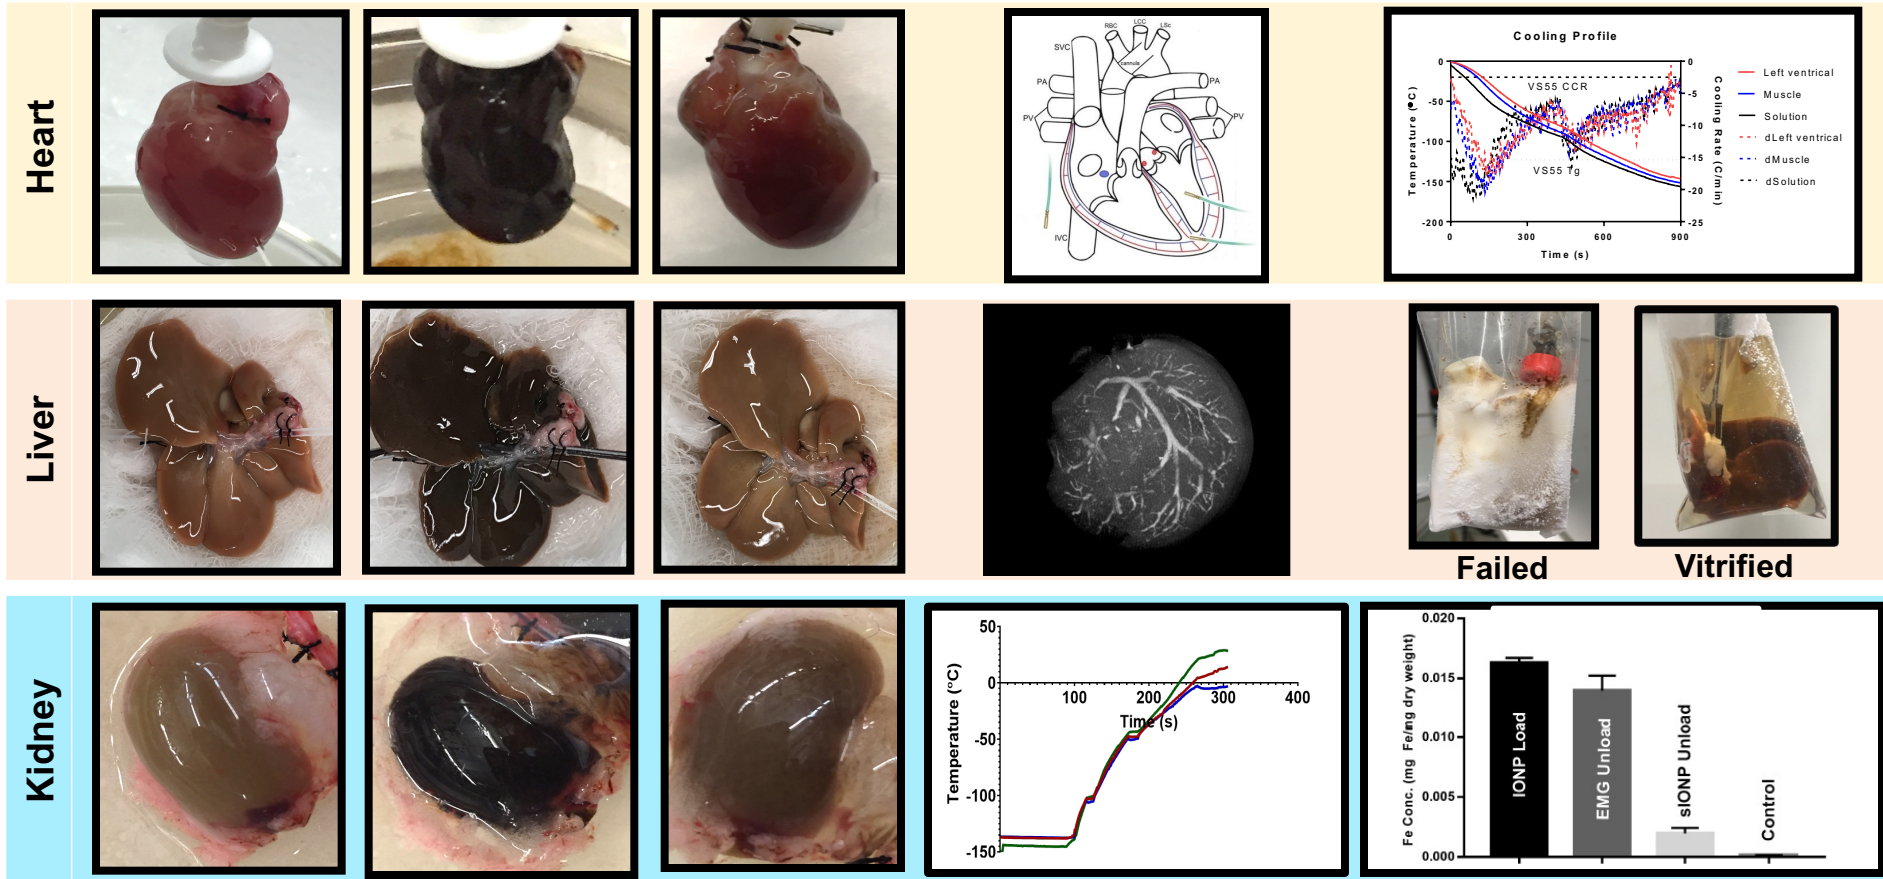 Heart
RBC
LCC
LSc
SVC
cannula
PA
PA
PV
PV
IVC
Cooling Profile
0
-50
-100
-150
-200
Temperature (°C)
0
300
600
900
Time (s)
0
-5
-10
-15
-20
-25
Cooling Rate (C/min)
VS55 CCR
VS55 Tg
Left ventrical
Muscle
Solution
dLeft ventrical
dMuscle
dSolution
Liver
Failed
Vitrified
Kidney
50
0
-50
-100
-150
Temperature (°C)
100
200
300
400
Time (s)
Fe Conc. (mg Fe/mg dry weight)
0.020
0.015
0.010
0.005
0.000
IONP Load
EMG Unload
sIONP Unload
Control